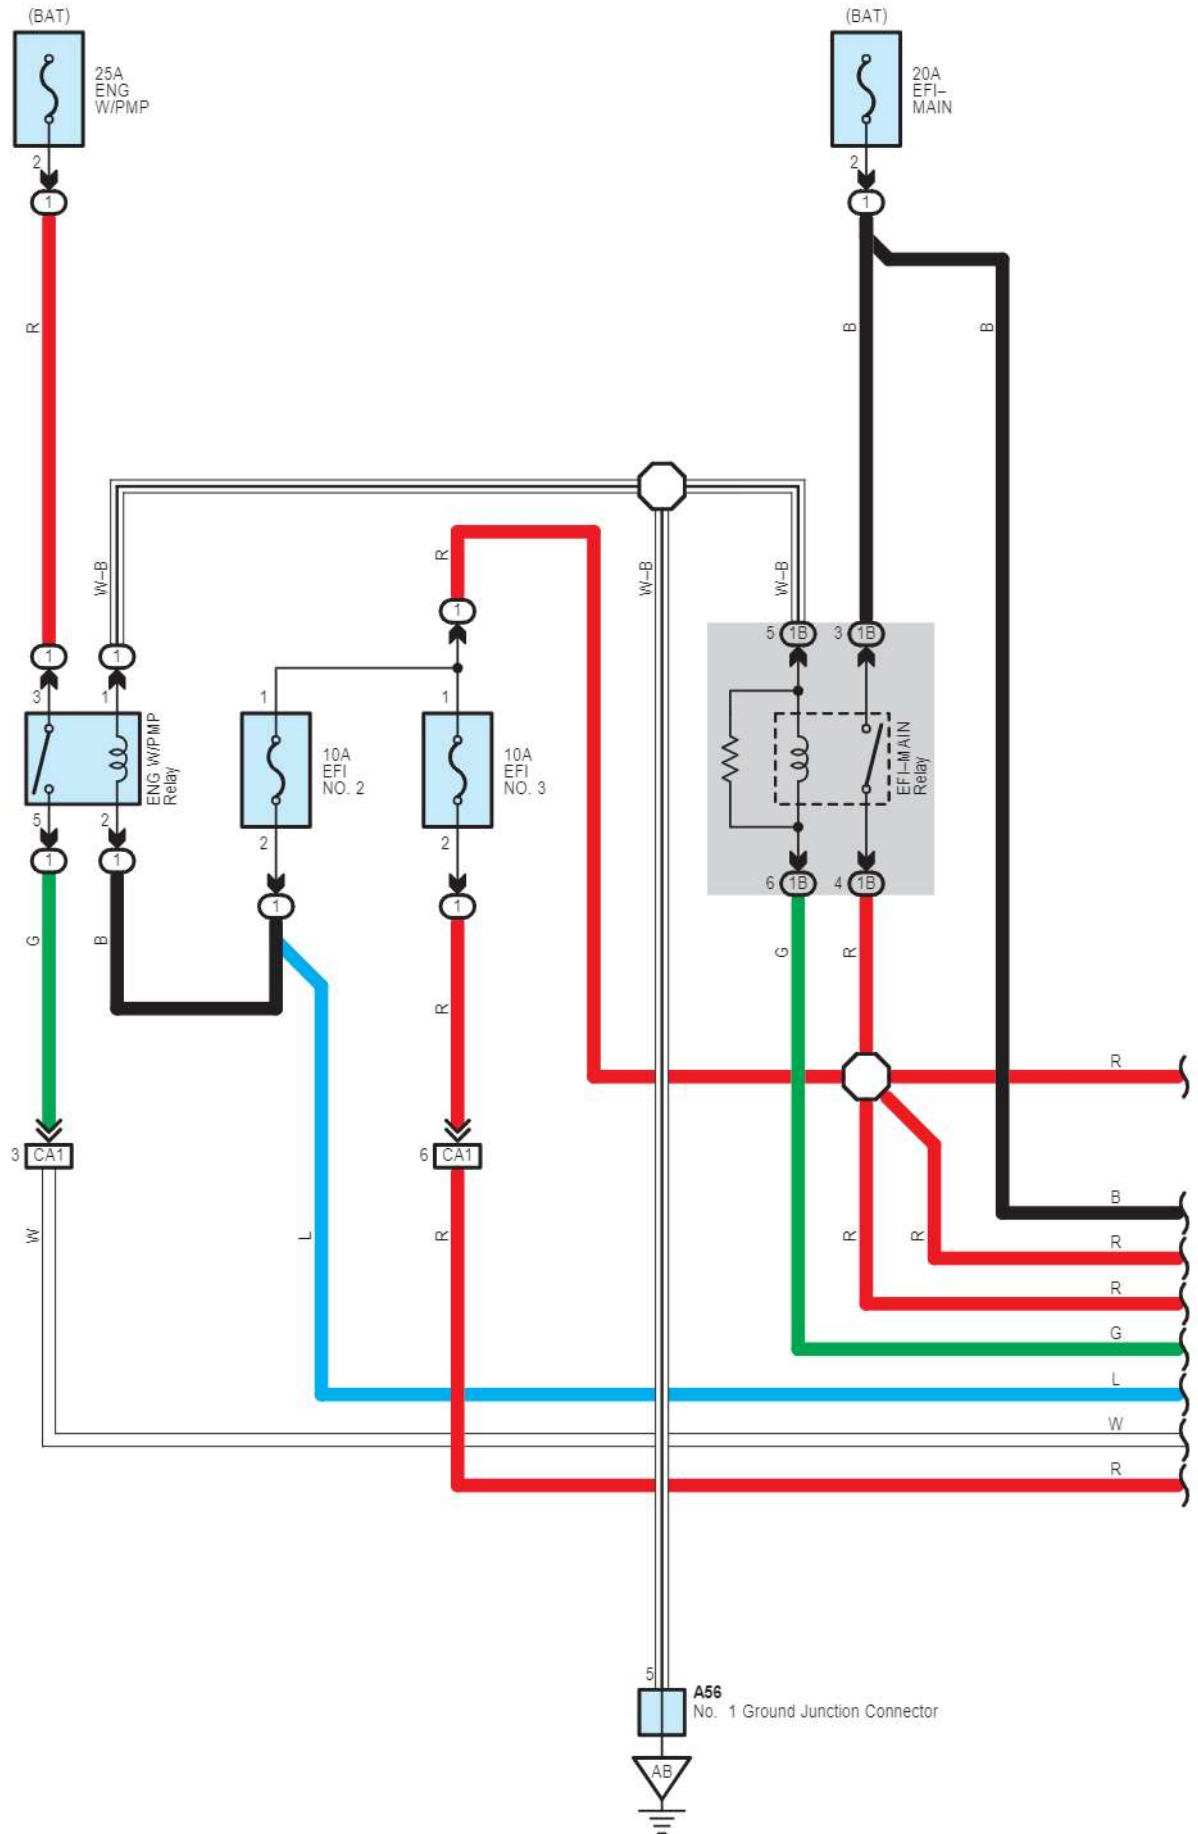 (BAT)
25A
ENG
W/PMP
2
1
(BAT)
20A
EFI–
MAIN
2
1
R
B
B
W–B
R
1
W–B
W–B
1
1
3
1
ENG W/PMP
Relay
5
2
1
1
1
10A
EFI
NO. 2
2
1
1
10A
EFI
NO. 3
2
1
5
1B
3
1B
EFI–MAIN
Relay
6
1B
4
1B
G
B
R
G
R
R
3
CA1
6
CA1
W
L
R
R
R
B
R
R
G
L
W
R
5
A56
No. 1 Ground Junction Connector
AB